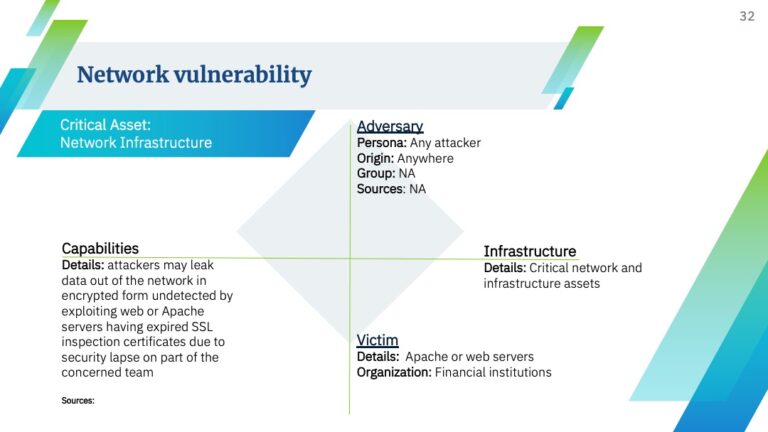 32
Network vulnerability
Critical Asset:
Network Infrastructure
Adversary
Persona: Any attacker
Origin: Anywhere
Group: NA
Sources: NA
Capabilities
Details: attackers may leak
data out of the network in
encrypted form undetected by
exploiting web or Apache
servers having expired SSL
inspection certificates due to
security lapse on part of the
concerned team
Sources:
Infrastructure
Details: Critical network and
infrastructure assets
Victim
Details: Apache or web servers
Organization: Financial institutions